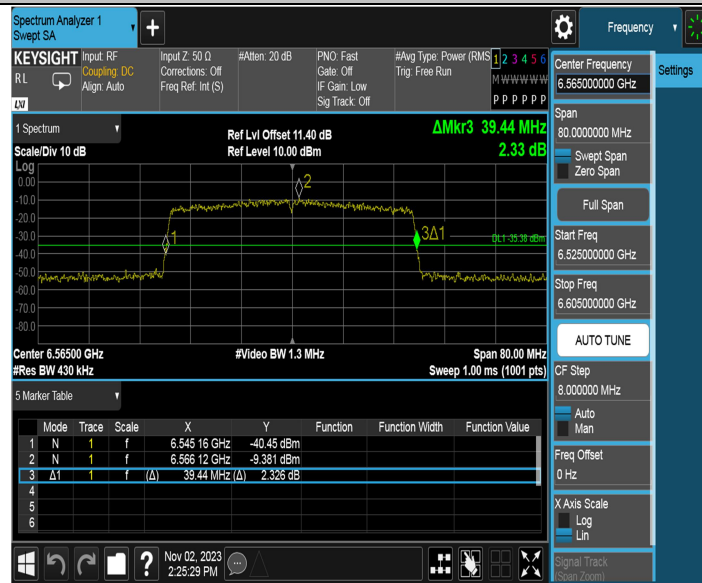 Spectrum Analyzer 1
Swept SA
Frequency
KEYSIGHT
RL
LXI
Input: RF
Coupling: DC
Align: Auto
Input Z: 50 Ω
Corrections: Off
Freq Ref: Int (S)
#Atten: 20 dB
PNO: Fast
Gate: Off
IF Gain: Low
Sig Track: Off
#Avg Type: Power (RMS
Trig: Free Run
1 2 3 4 5 6
M W W W W W
P P P P P P
1 Spectrum
Scale/Div 10 dB
Ref Lvl Offset 11.40 dB
Ref Level 10.00 dBm
ΔMkr3 39.44 MHz
2.33 dB
Log
0.00
-10.0
-20.0
-30.0
-40.0
-50.0
-60.0
-70.0
-80.0
1
2
3Δ1
DL1 -35.38 dBm
Center 6.56500 GHz
#Res BW 430 kHz
#Video BW 1.3 MHz
Span 80.00 MHz
Sweep 1.00 ms (1001 pts)
5 Marker Table
Mode Trace Scale X Y Function Function Width Function Value
1 N 1 f 6.545 16 GHz -40.45 dBm
2 N 1 f 6.566 12 GHz -9.381 dBm
3 Δ1 1 f (Δ) 39.44 MHz (Δ) 2.326 dB
4
5
6
Nov 02, 2023
2:25:29 PM
Center Frequency
6.565000000 GHz
Span
80.0000000 MHz
Swept Span
Zero Span
Full Span
Start Freq
6.525000000 GHz
Stop Freq
6.605000000 GHz
AUTO TUNE
CF Step
8.000000 MHz
Auto
Man
Freq Offset
0 Hz
X Axis Scale
Log
Lin
Signal Track
(Span Zoom)
Settings